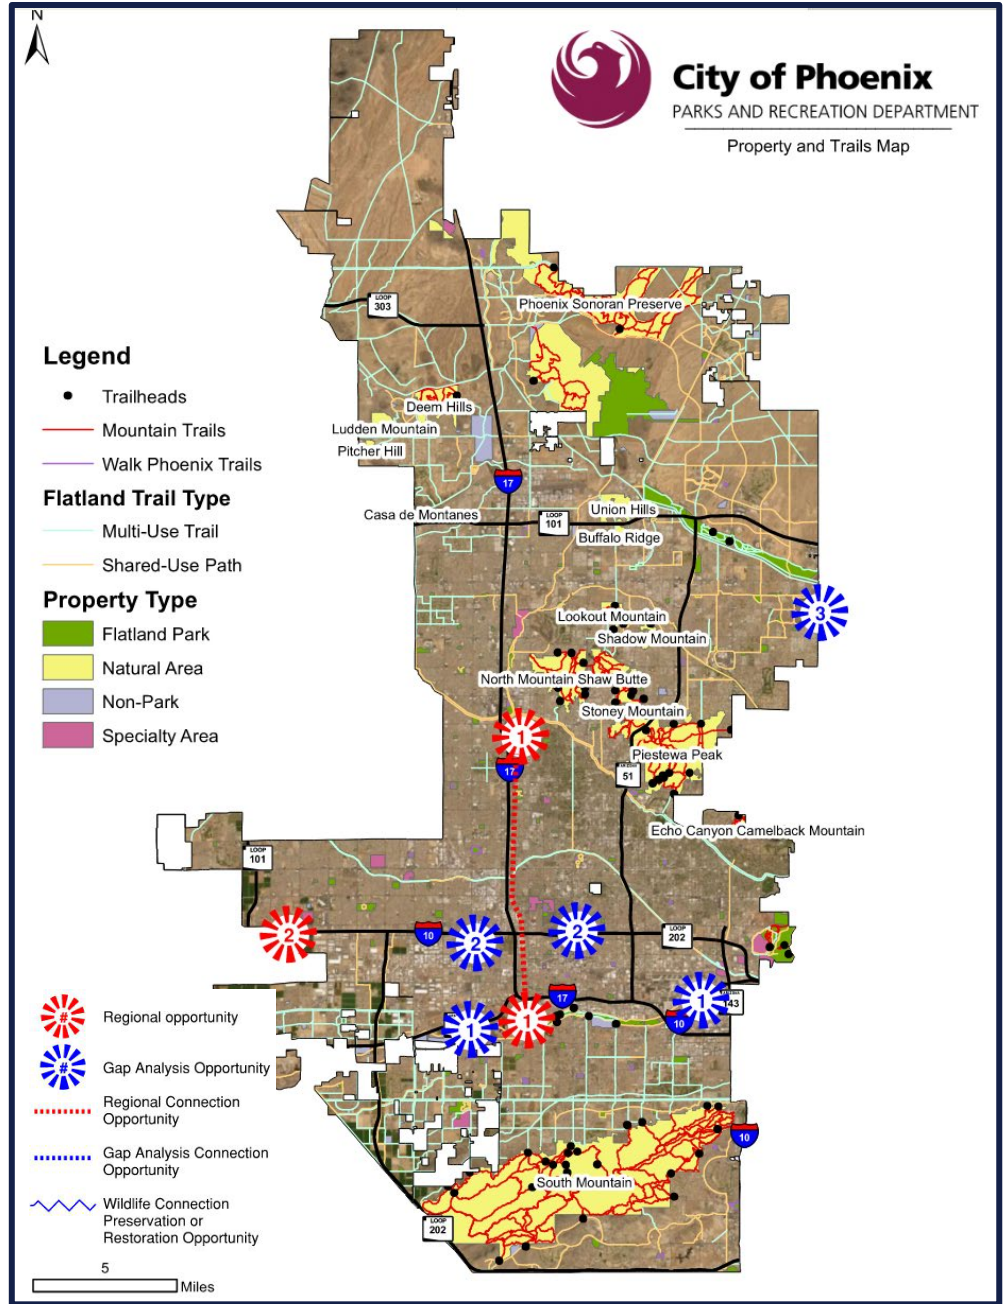 N
City of Phoenix
PARKS AND RECREATION DEPARTMENT
Property and Trails Map
LOOP
303
Phoenix Sonoran Preserve
Legend
Trailheads
Mountain Trails
Walk Phoenix Trails
Flatland Trail Type
Multi-Use Trail
Shared-Use Path
Property Type
Flatland Park
Natural Area
Non-Park
Specialty Area
Deem Hills
Ludden Mountain
Pitcher Hill
17
Casa de Montanes
LOOP
101
Union Hills
Buffalo Ridge
3
Lookout Mountain
Shadow Mountain
North Mountain Shaw Butte
Stoney Mountain
1
Piestewa Peak
17
51
Echo Canyon Camelback Mountain
LOOP
101
2
10
2
2
202
1
17
1
1
10
43
#
Regional opportunity
#
Gap Analysis Opportunity
Regional Connection
Opportunity
Gap Analysis Connection
Opportunity
Wildlife Connection
Preservation or
Restoration Opportunity
10
South Mountain
LOOP
202
5
Miles